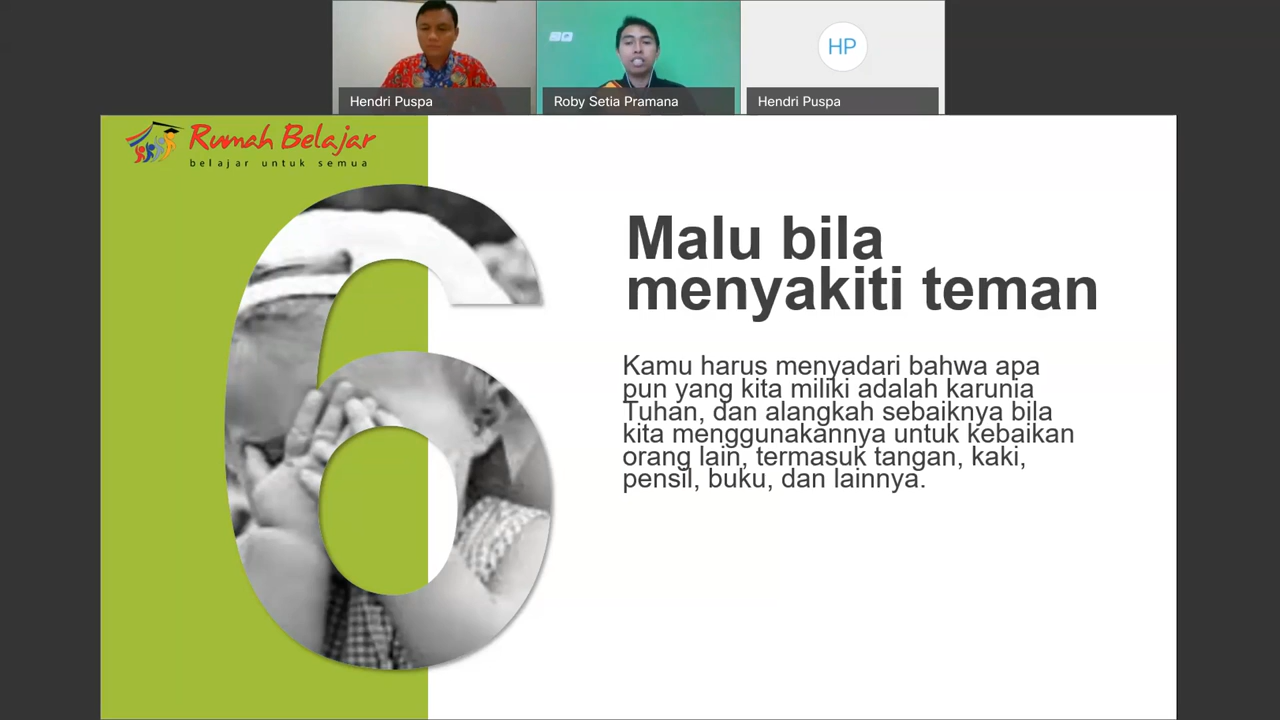 HP
Hendri Puspa
Roby Setia Pramana
Hendri Puspa
Rumah Belajar
belajar untuk semua
6
Malu bila
menyakiti teman
Kamu harus menyadari bahwa apa
pun yang kita miliki adalah karunia
Tuhan, dan alangkah sebaiknya bila
kita menggunakannya untuk kebaikan
orang lain, termasuk tangan, kaki,
pensil, buku, dan lainnya.